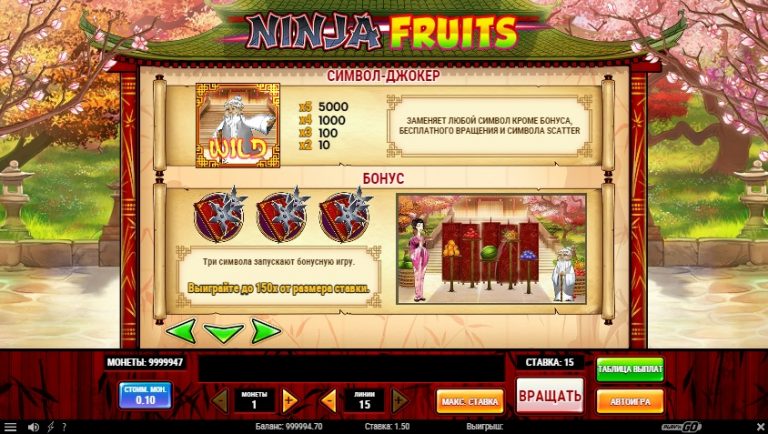 NINJA FRUITS
СИМВОЛ-ДЖОКЕР
WILD
x5 5000
x4 1000
x3 100
x2 10
ЗАМЕНЯЕТ ЛЮБОЙ СИМВОЛ КРОМЕ БОНУСА,
БЕСПЛАТНОГО ВРАЩЕНИЯ И СИМВОЛА SCATTER
БОНУС
Три символа запускают бонусную игру.
Выиграйте до 150x от размера ставки.
МОНЕТЫ: 9999947
СТАВКА: 15
ТАБЛИЦА ВЫПЛАТ
СТОИМ. МОН.
0.10
МОНЕТЫ
1
ЛИНИИ
15
МАКС. СТАВКА
ВРАЩАТЬ
АВТОИГРА
Баланс: 999994.70
Ставка: 1.50
Выигрыш:
PLAY'N GO